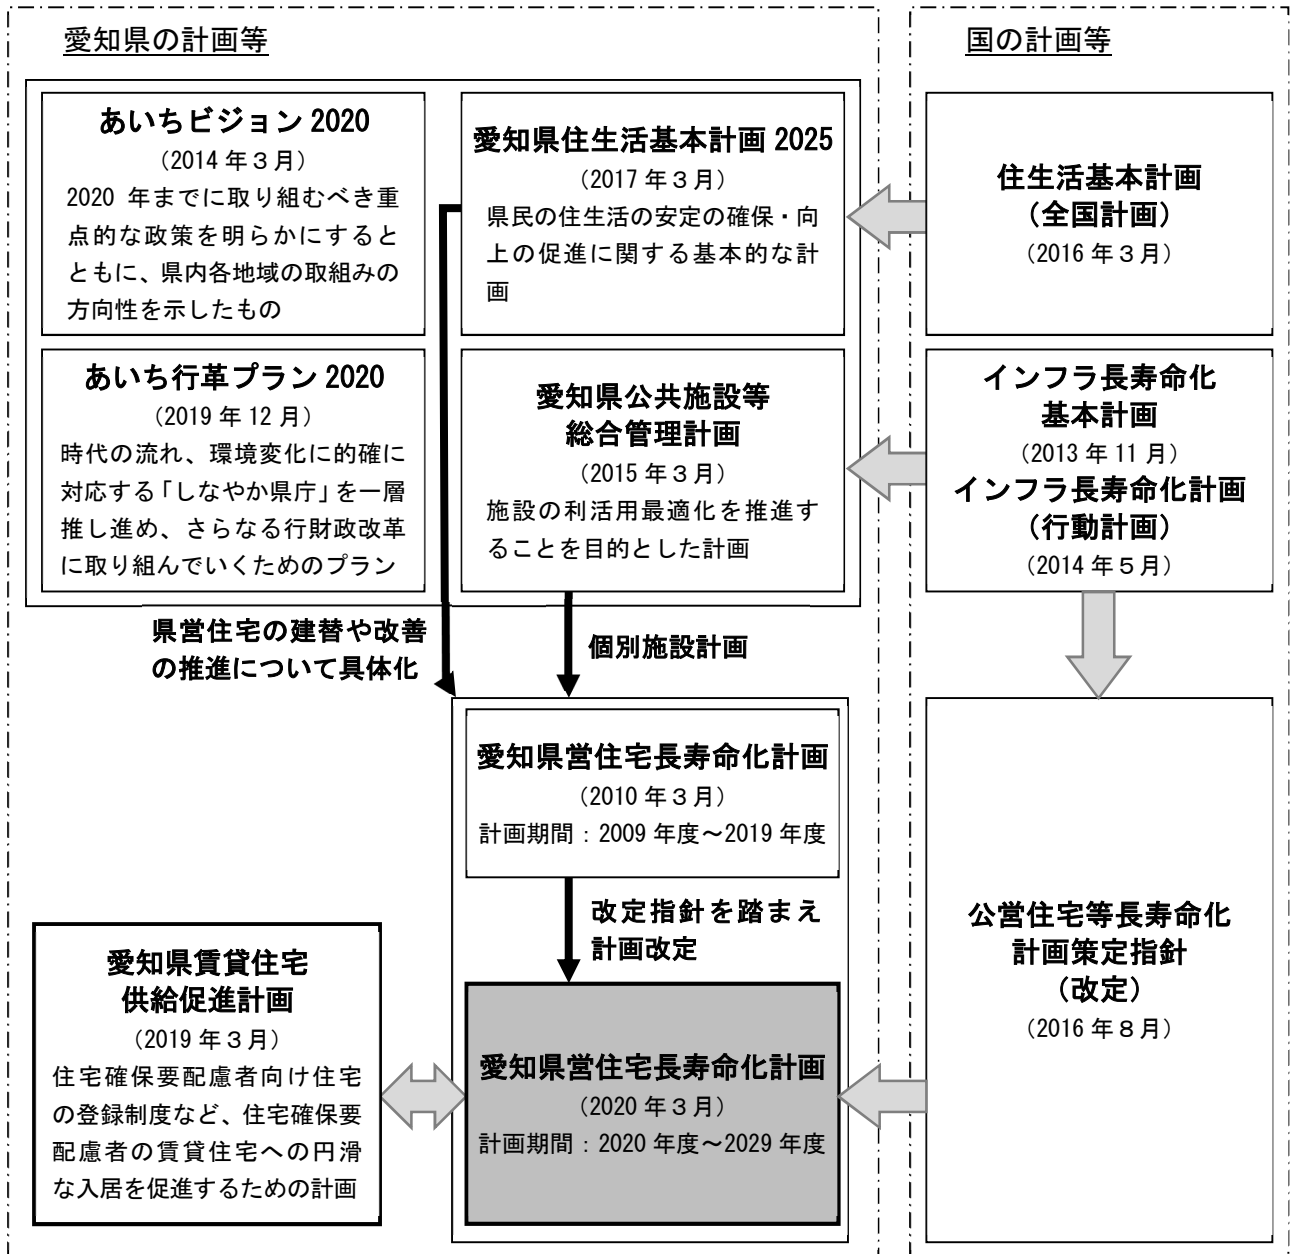 愛知県の計画等
あいちビジョン 2020
（2014 年３月）
2020 年までに取り組むべき重
点的な政策を明らかにすると
ともに、県内各地域の取組みの
方向性を示したもの
愛知県住生活基本計画 2025
（2017 年３月）
県民の住生活の安定の確保・向
上の促進に関する基本的な計
画
あいち行革プラン 2020
（2019 年 12 月）
時代の流れ、環境変化に的確に
対応する「しなやか県庁」を一層
推し進め、さらなる行財政改革
に取り組んでいくためのプラン
愛知県公共施設等
総合管理計画
（2015 年３月）
施設の利活用最適化を推進す
ることを目的とした計画
県営住宅の建替や改善
の推進について具体化
個別施設計画
愛知県営住宅長寿命化計画
（2010 年３月）
計画期間：2009 年度～2019 年度
改定指針を踏まえ
計画改定
愛知県賃貸住宅
供給促進計画
（2019 年３月）
住宅確保要配慮者向け住宅
の登録制度など、住宅確保要
配慮者の賃貸住宅への円滑
な入居を促進するための計画
愛知県営住宅長寿命化計画
（2020 年３月）
計画期間：2020 年度～2029 年度
国の計画等
住生活基本計画
（全国計画）
（2016 年３月）
インフラ長寿命化
基本計画
（2013 年 11 月）
インフラ長寿命化計画
（行動計画）
（2014 年５月）
公営住宅等長寿命化
計画策定指針
（改定）
（2016 年８月）